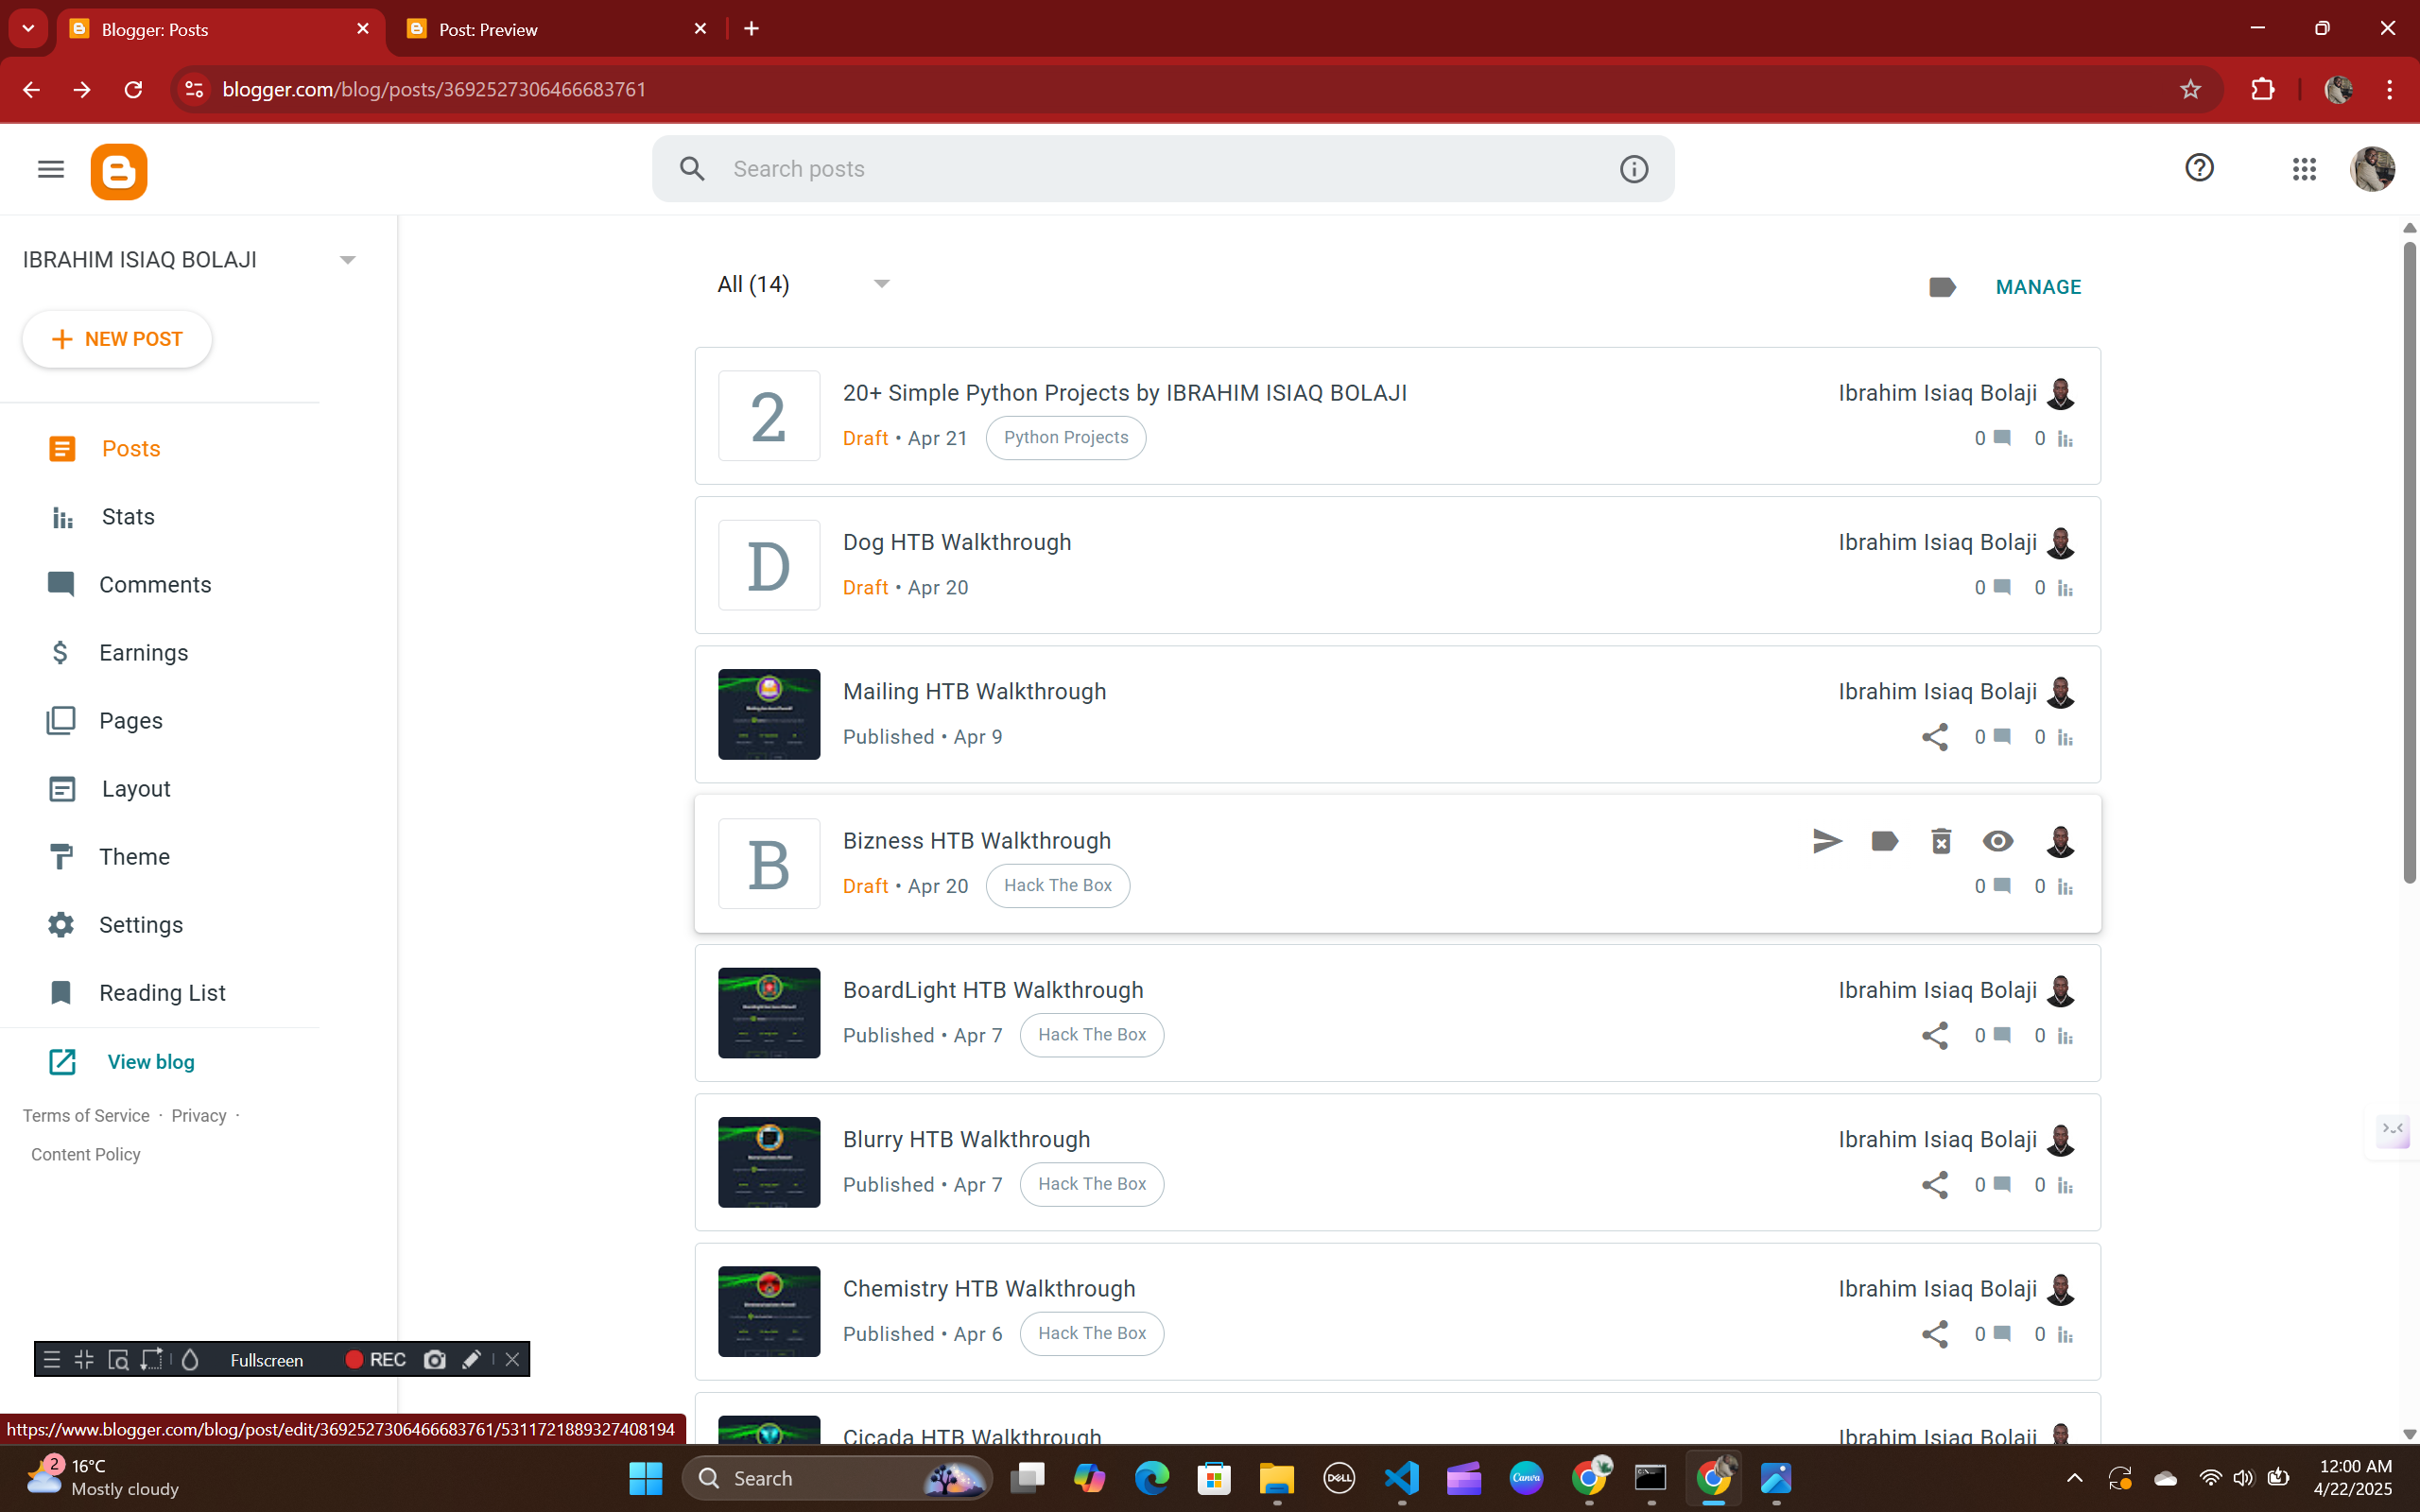 Blogger: Posts
Post: Preview
blogger.com/blog/posts/3692527306466683761
Search posts
IBRAHIM ISIAQ BOLAJI
NEW POST
Posts
Stats
Comments
Earnings
Pages
Layout
Theme
Settings
Reading List
View blog
Terms of Service · Privacy ·
Content Policy
All (14)
MANAGE
2
20+ Simple Python Projects by IBRAHIM ISIAQ BOLAJI
Ibrahim Isiaq Bolaji
Draft • Apr 21 Python Projects
0 0
D
Dog HTB Walkthrough
Ibrahim Isiaq Bolaji
Draft • Apr 20
0 0
Mailing HTB Walkthrough
Ibrahim Isiaq Bolaji
Published • Apr 9
0 0
B
Bizness HTB Walkthrough
Draft • Apr 20 Hack The Box
0 0
BoardLight HTB Walkthrough
Ibrahim Isiaq Bolaji
Published • Apr 7 Hack The Box
0 0
Blurry HTB Walkthrough
Ibrahim Isiaq Bolaji
Published • Apr 7 Hack The Box
0 0
Chemistry HTB Walkthrough
Ibrahim Isiaq Bolaji
Published • Apr 6 Hack The Box
0 0
Cicada HTB Walkthrough
Ibrahim Isiaq Bolaji
Fullscreen REC
https://www.blogger.com/blog/post/edit/3692527306466683761/5311721889327408194
2
16°C
Mostly cloudy
Search
DELL
Canva
12:00 AM
4/22/2025